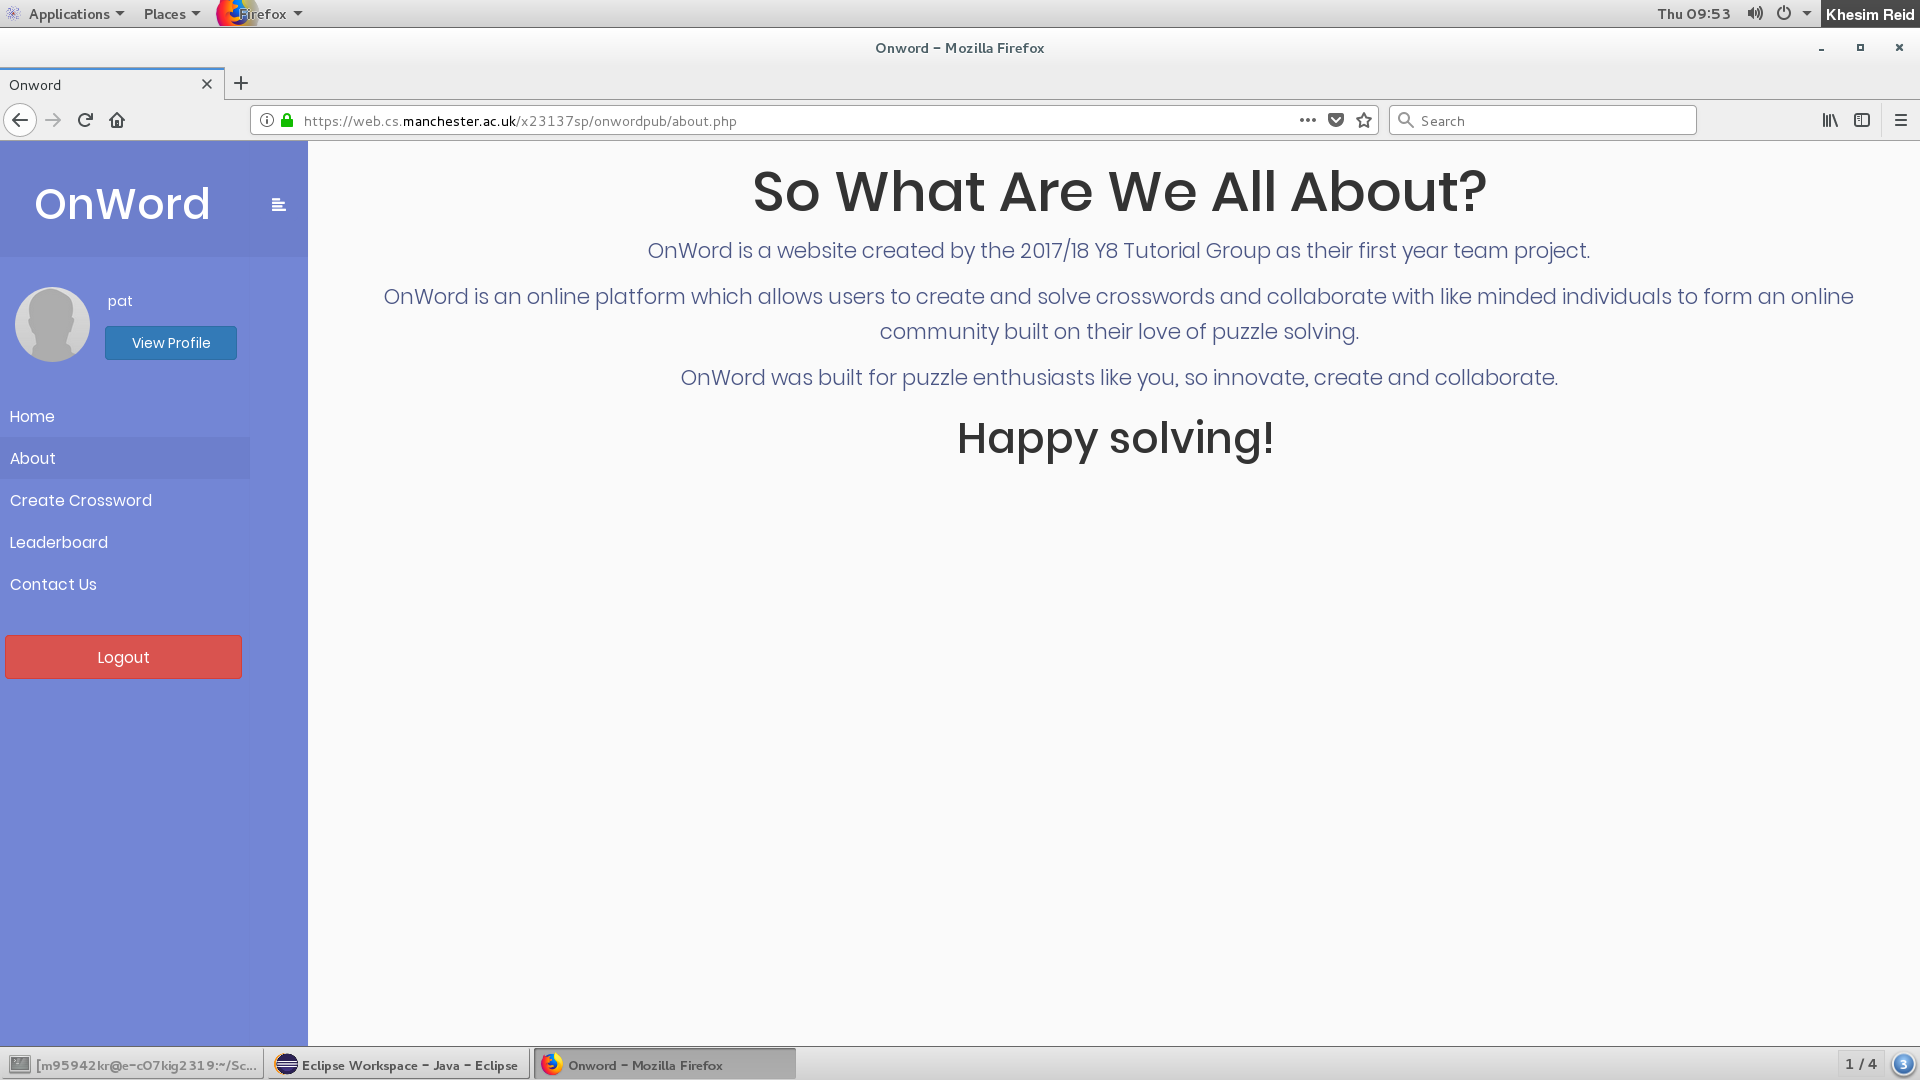 Applications Places Firefox Thu 09:53 Khesim Reid
Onword - Mozilla Firefox
Onword
https://web.cs.manchester.ac.uk/x23137sp/onwordpub/about.php Search
OnWord
pat
View Profile
Home
About
Create Crossword
Leaderboard
Contact Us
Logout
So What Are We All About?
OnWord is a website created by the 2017/18 Y8 Tutorial Group as their first year team project.
OnWord is an online platform which allows users to create and solve crosswords and collaborate with like minded individuals to form an online
community built on their love of puzzle solving.
OnWord was built for puzzle enthusiasts like you, so innovate, create and collaborate.
Happy solving!
[m95942kr@e-c07kig2319:~/Sc... Eclipse Workspace - Java - Eclipse Onword - Mozilla Firefox 1 / 4 3